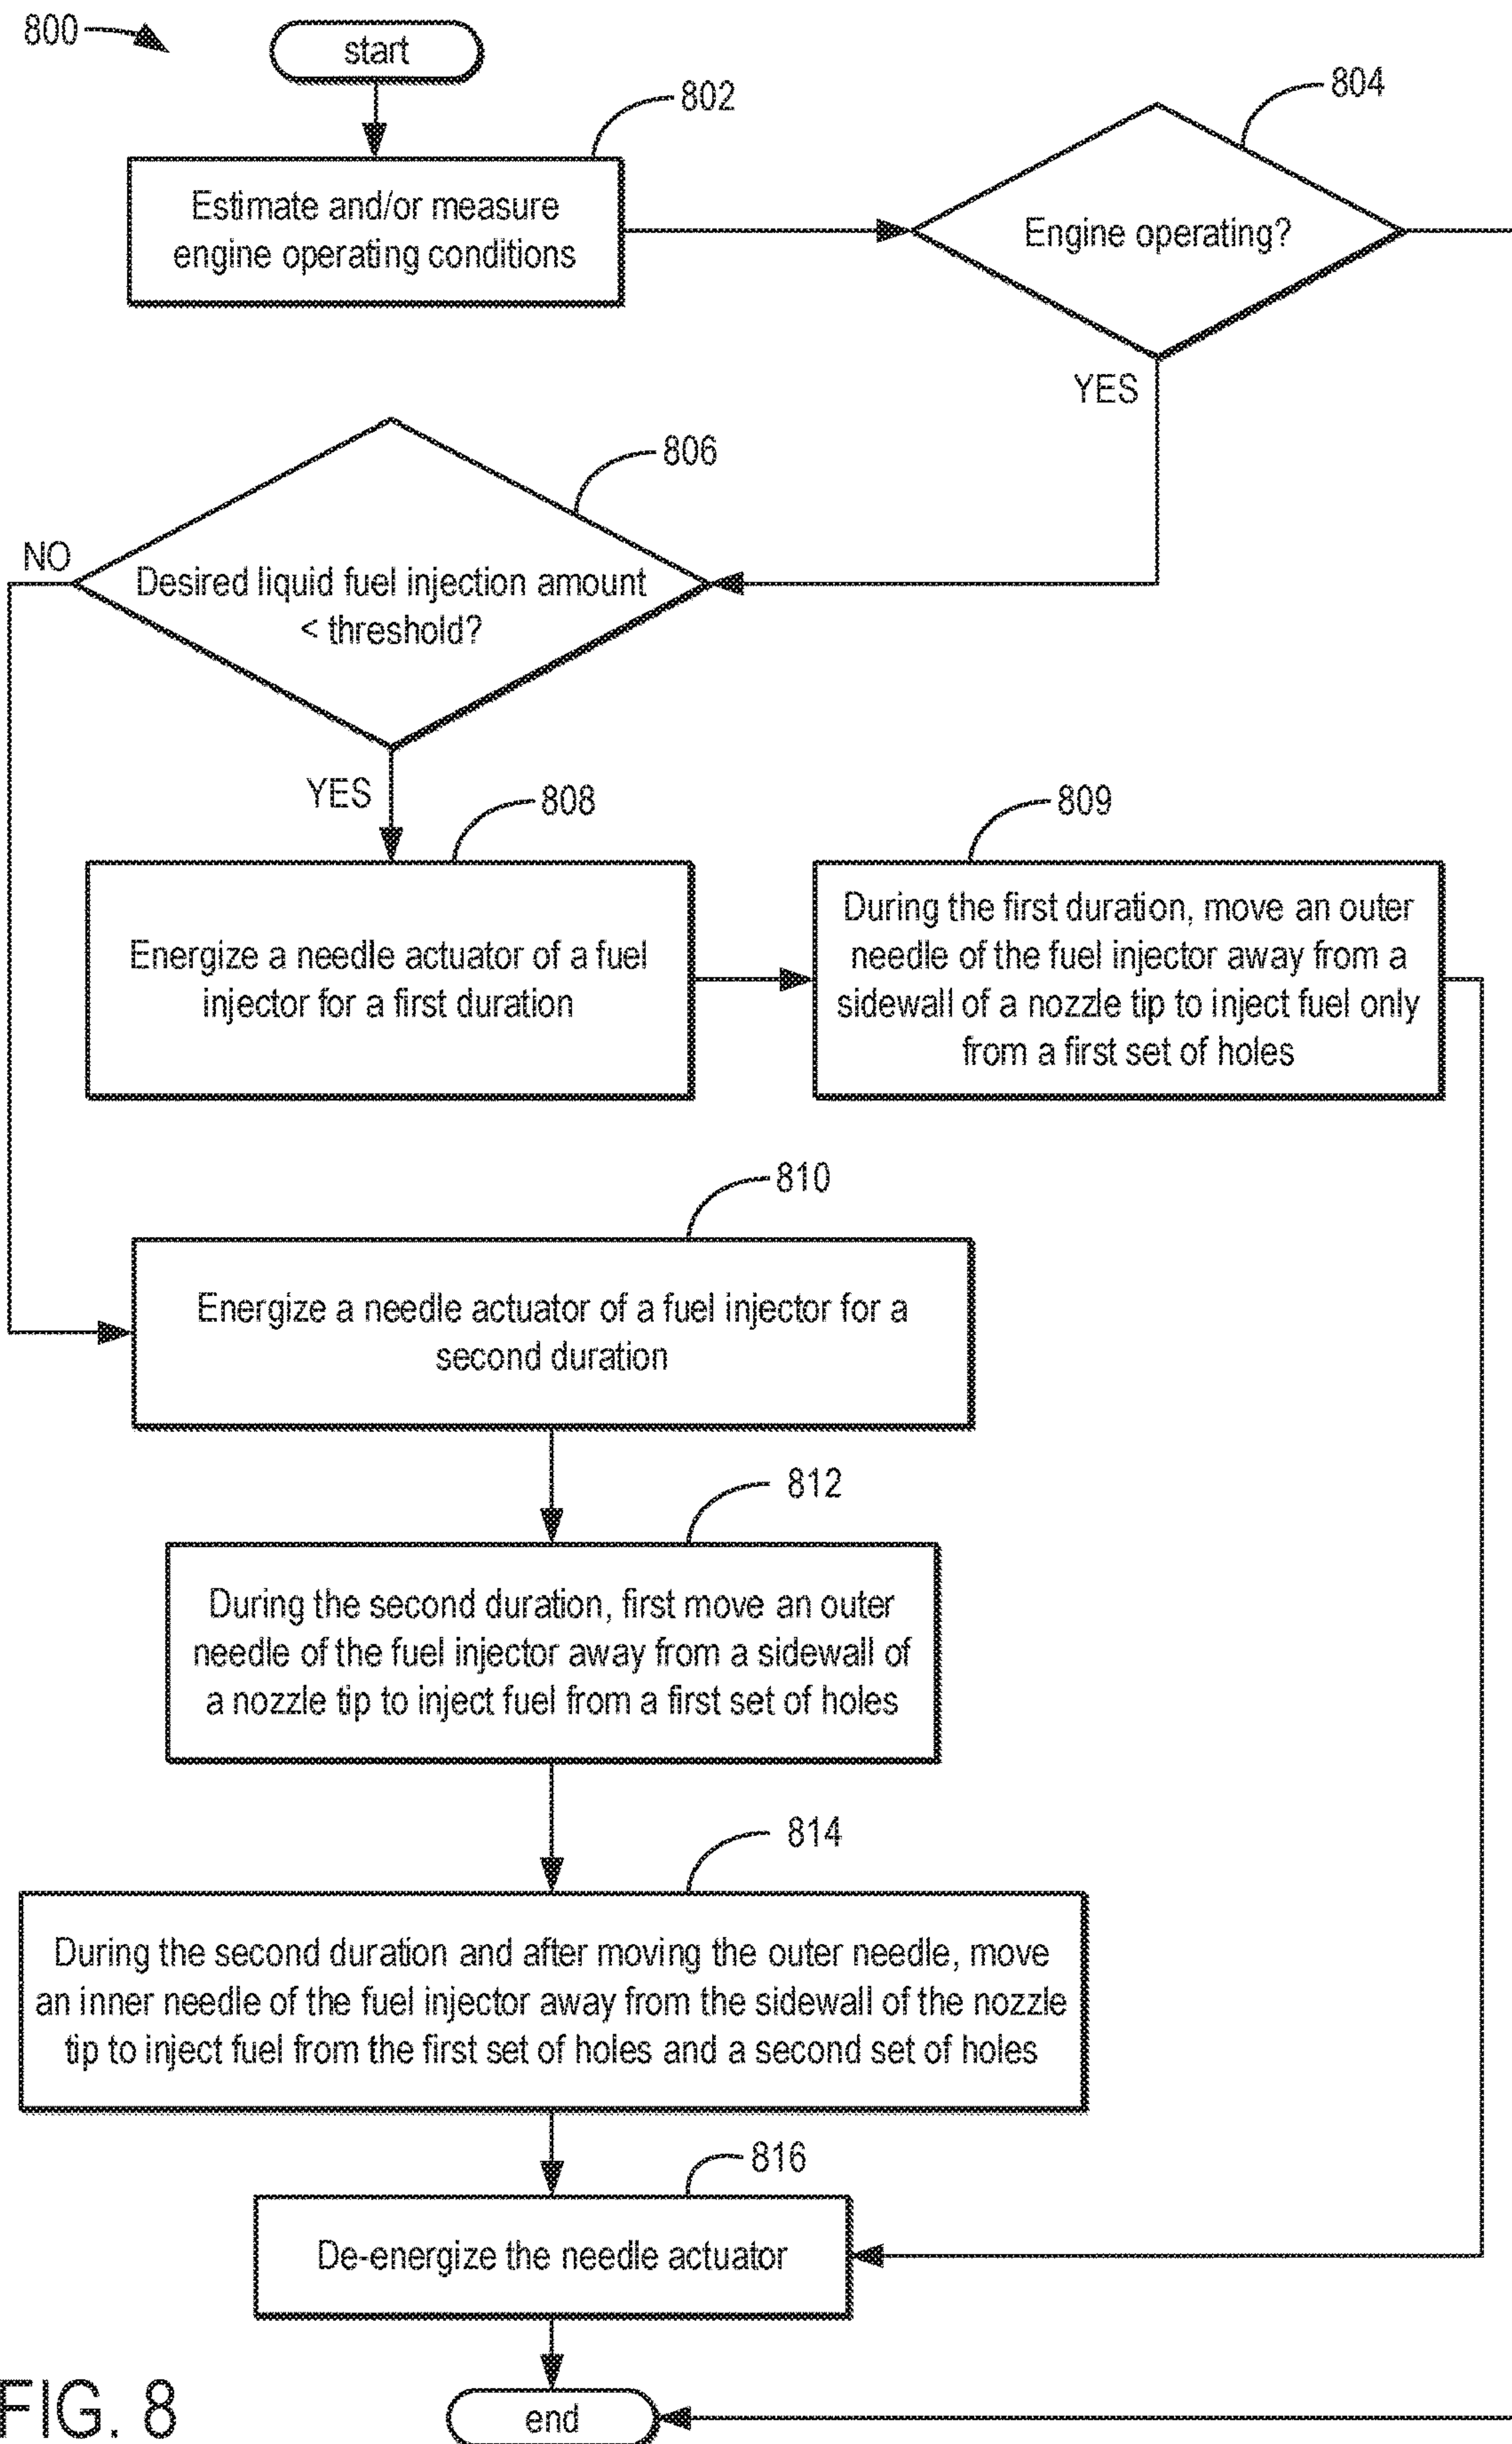 800
start
802
Estimate and/or measure
engine operating conditions
804
Engine operating?
YES
806
NO
Desired liquid fuel injection amount
< threshold?
YES
808
Energize a needle actuator of a fuel
injector for a first duration
809
During the first duration, move an outer
needle of the fuel injector away from a
sidewall of a nozzle tip to inject fuel only
from a first set of holes
810
Energize a needle actuator of a fuel injector for a
second duration
812
During the second duration, first move an outer
needle of the fuel injector away from a sidewall of
a nozzle tip to inject fuel from a first set of holes
814
During the second duration and after moving the outer needle, move
an inner needle of the fuel injector away from the sidewall of the nozzle
tip to inject fuel from the first set of holes and a second set of holes
816
De-energize the needle actuator
end
FIG. 8